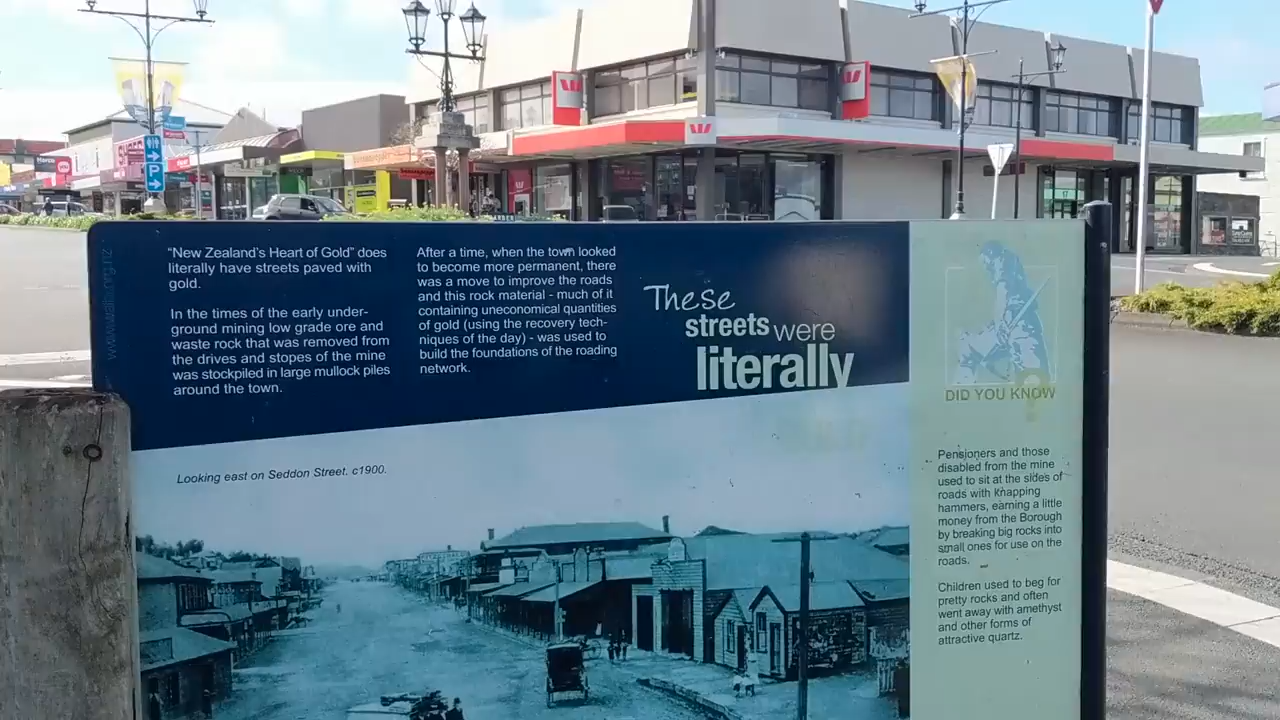 "New Zealand's Heart of Gold" does
literally have streets paved with
gold.
In the times of the early under-
ground mining low grade ore and
waste rock that was removed from
the drives and stopes of the mine
was stockpiled in large mullock piles
around the town.
After a time, when the town looked
to become more permanent, there
was a move to improve the roads
and this rock material - much of it
containing uneconomical quantities
of gold (using the recovery tech-
niques of the day) - was used to
build the foundations of the roading
network.
These
streets were
literally
Looking east on Seddon Street. c1900.
DID YOU KNOW
?
Pensioners and those
disabled from the mine
used to sit at the sides of
roads with knapping
hammers, earning a little
money from the Borough
by breaking big rocks into
small ones for use on the
roads.
Children used to beg for
pretty rocks and often
went away with amethyst
and other forms of
attractive quartz.
P
17